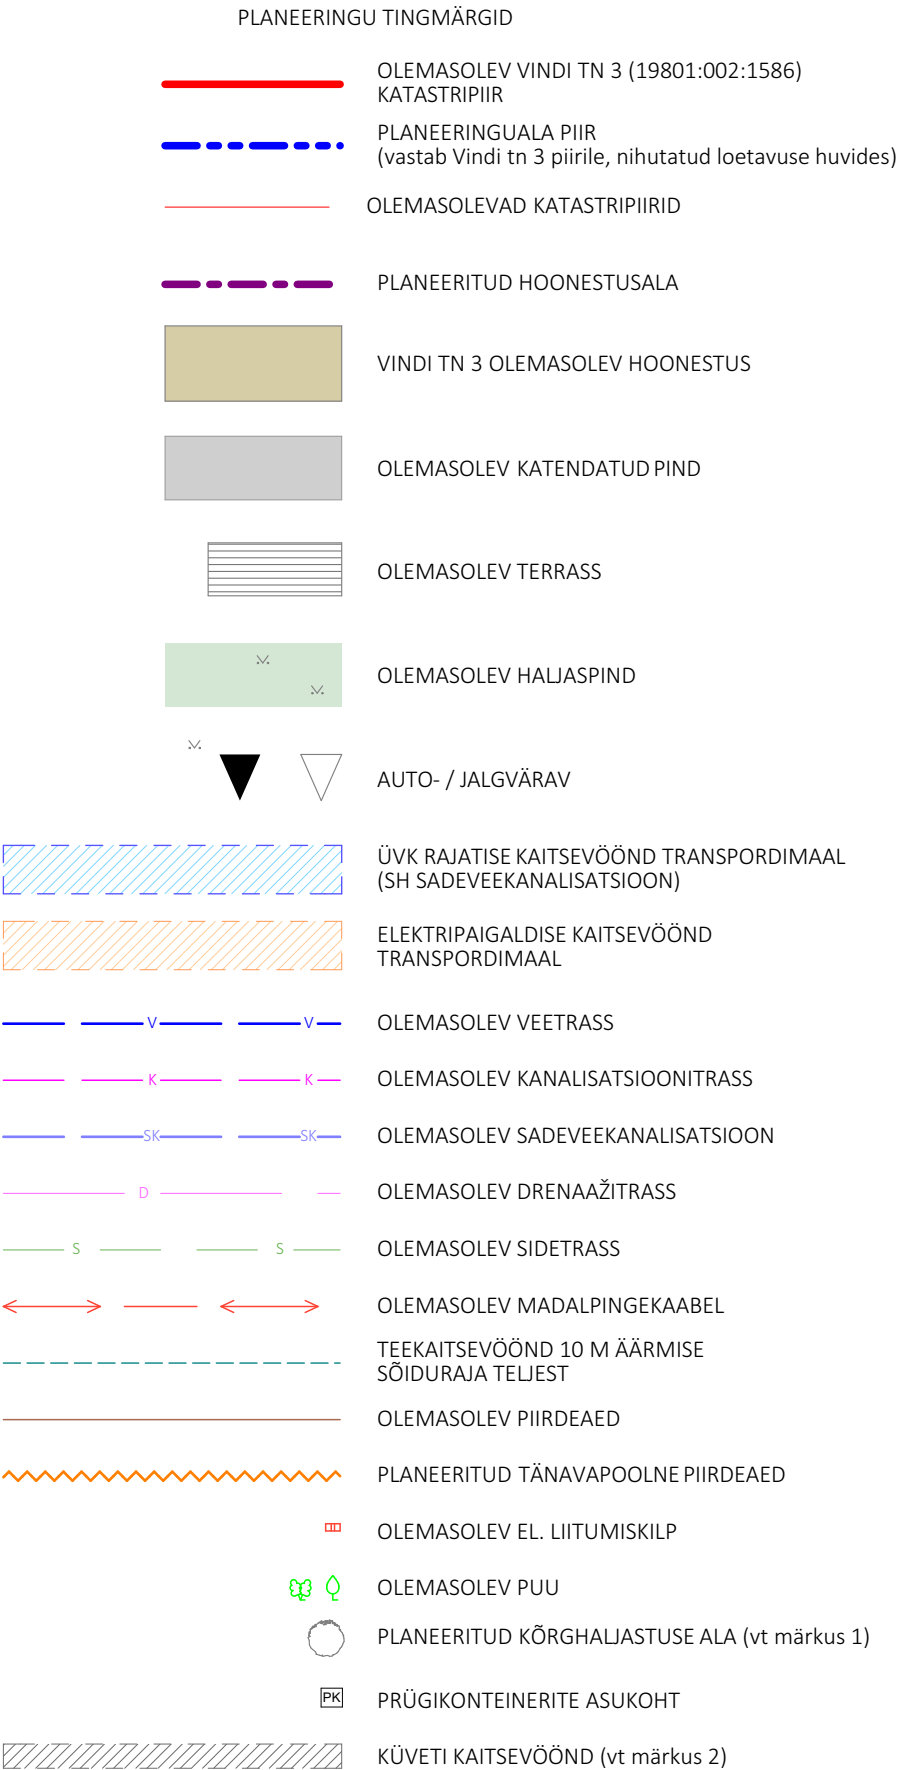 PLANEERINGU TINGMÄRGID
OLEMASOLEV VINDI TN 3 (19801:002:1586)
KATASTRIPIIR
PLANEERINGUALA PIIR
(vastab Vindi tn 3 piirile, nihutatud loetavuse huvides)
OLEMASOLEVAD KATASTRIPIIRID
PLANEERITUD HOONESTUSALA
VINDI TN 3 OLEMASOLEV HOONESTUS
OLEMASOLEV KATENDATUD PIND
OLEMASOLEV TERRASS
OLEMASOLEV HALJASPIND
AUTO- / JALGVÄRAV
ÜVK RAJATISE KAITSEVÖÖND TRANSPORDIMAAL
(SH SADEVEEKANALISATSIOON)
ELEKTRIPAIGALDISE KAITSEVÖÖND
TRANSPORDIMAAL
V V OLEMASOLEV VEETRASS
K K OLEMASOLEV KANALISATSIOONITRASS
SK SK OLEMASOLEV SADEVEEKANALISATSIOON
D OLEMASOLEV DRENAAŽITRASS
S S OLEMASOLEV SIDETRASS
OLEMASOLEV MADALPINGEKAABEL
TEEKAITSEVÖÖND 10 M ÄÄRMISE
SÕIDURAJA TELJEST
OLEMASOLEV PIIRDEAED
PLANEERITUD TÄNAVAPOOLNE PIIRDEAED
OLEMASOLEV EL. LIITUMISKILP
OLEMASOLEV PUU
PLANEERITUD KÕRGHALJASTUSE ALA (vt märkus 1)
PK PRÜGIKONTEINERITE ASUKOHT
KÜVETI KAITSEVÖÖND (vt märkus 2)